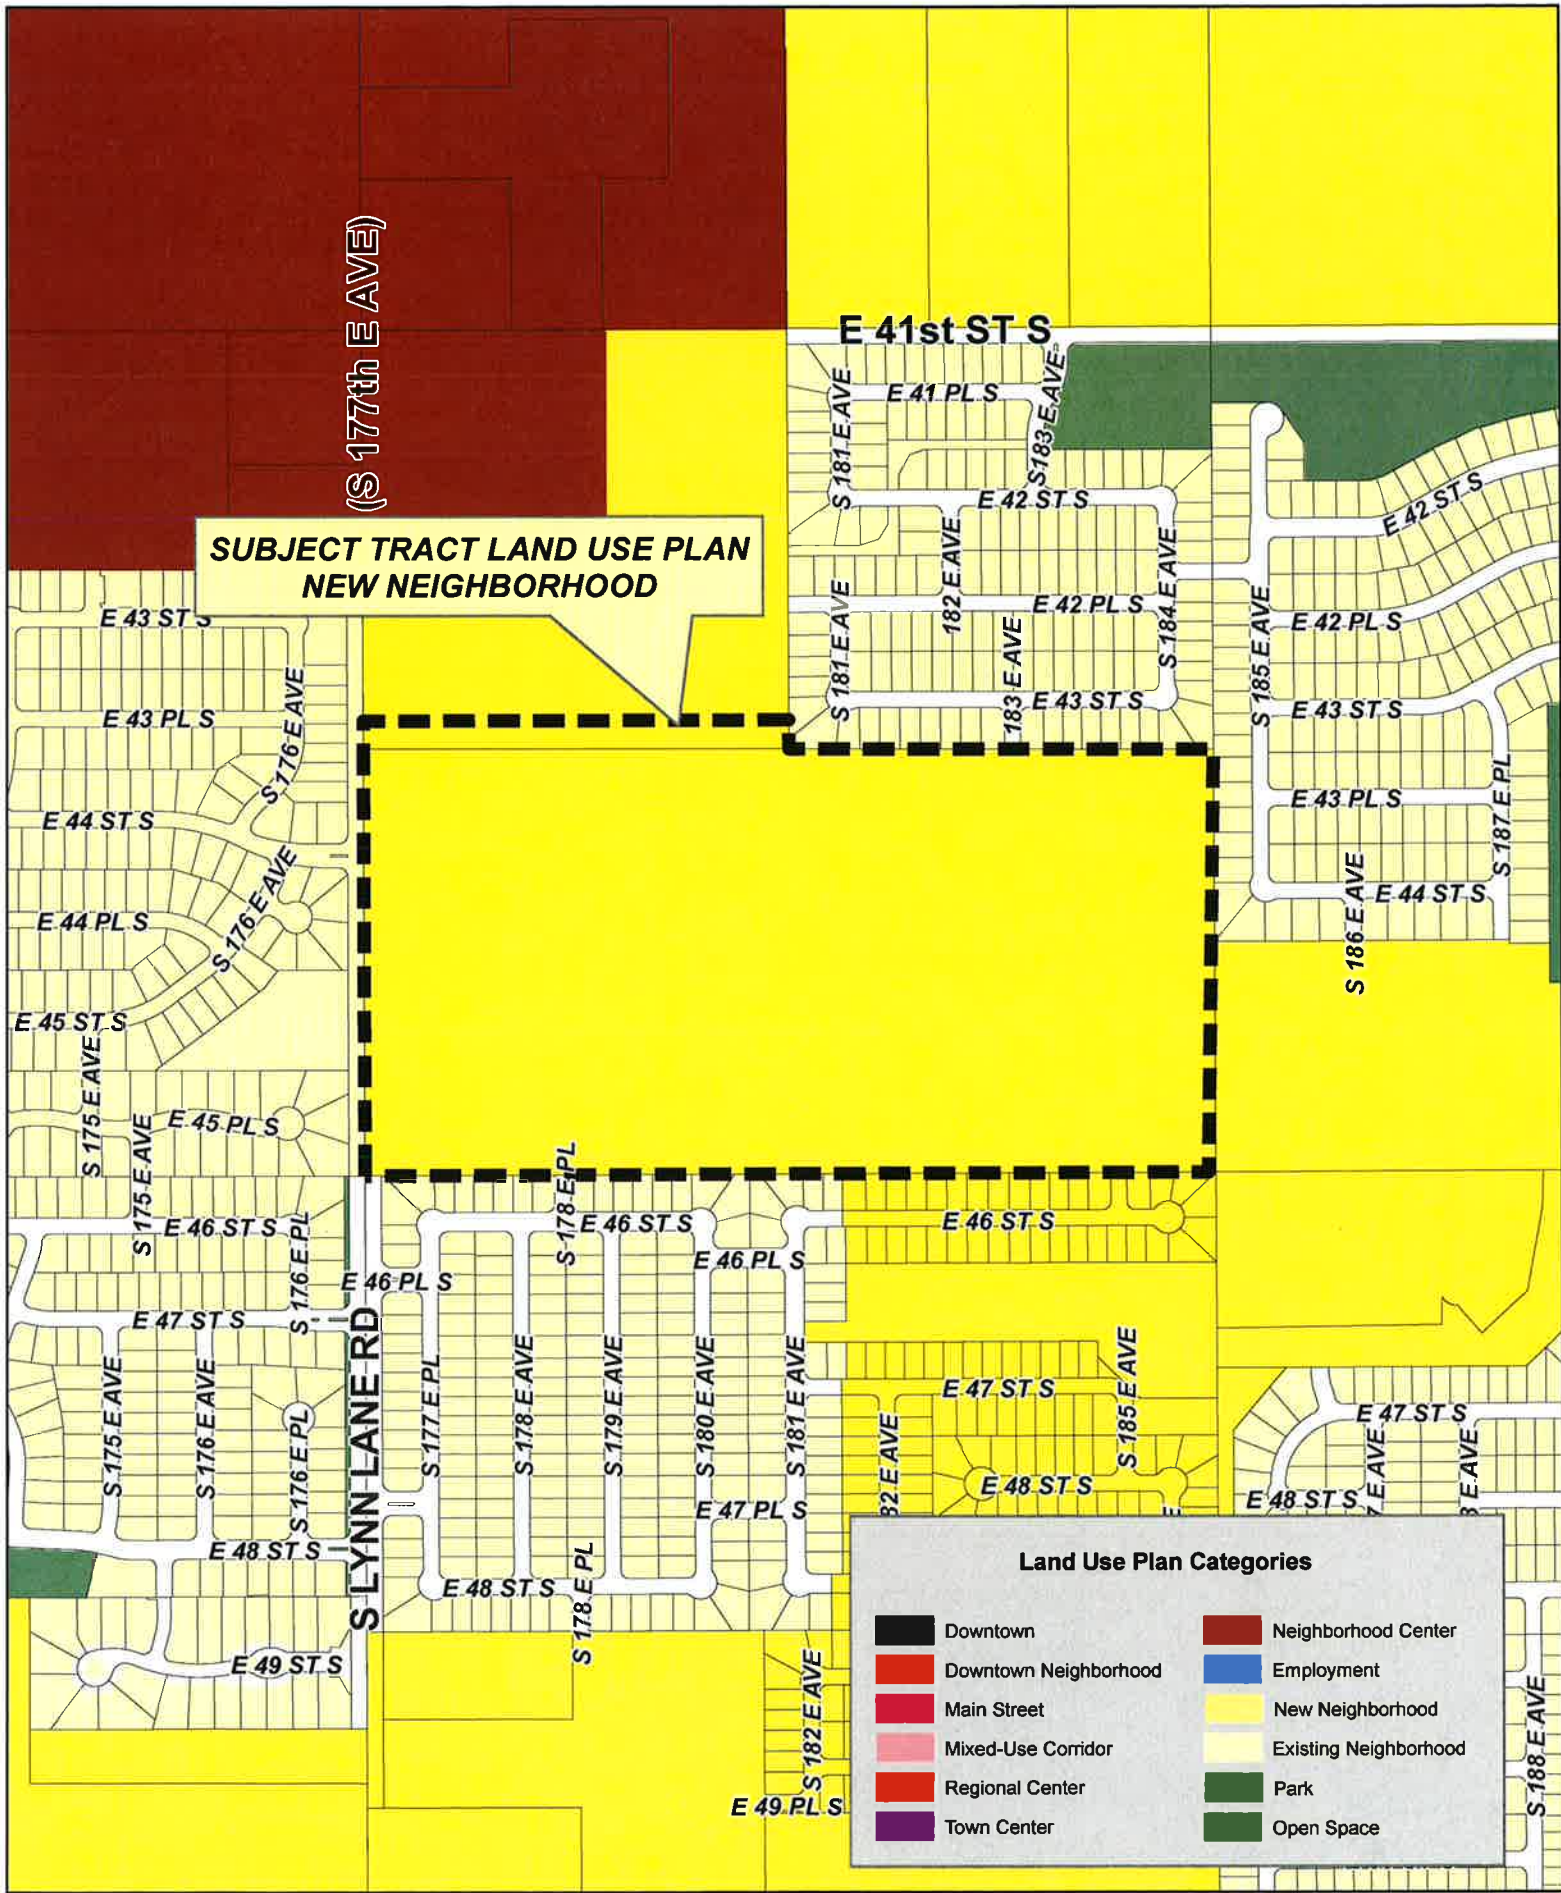 (S 177th E AVE)
E 41st ST S
S 181 E AVE
E 41 PL S
S183 E AVE
E 42 ST S
E 42 ST S
SUBJECT TRACT LAND USE PLAN
NEW NEIGHBORHOOD
182 E AVE
S 184 E AVE
E 43 ST S
S 181 E AVE
E 42 PL S
S 185 E AVE
E 42 PL S
183 E AVE
S 176 E AVE
E 43 PL S
E 43 ST S
E 43 ST S
S 187 E PL
E 44 ST S
E 43 PL S
S 176 E AVE
E 44 PL S
S 186 E AVE
E 44 ST S
E 45 ST S
S 175 E AVE
S 175 E AVE
E 45 PL S
S 178 E PL
E 46 ST S
S 176 E PL
E 46 ST S
E 46 ST S
E 46 PL S
E 46 PL S
E 47 ST S
S LYNN LANE RD
S 175 E AVE
S 176 E AVE
S 176 E PL
S 177 E PL
S 178 E AVE
S 179 E AVE
S 180 E AVE
S 181 E AVE
E 47 ST S
S 185 E AVE
E 47 ST S
82 E AVE
E 48 ST S
E 48 ST S
7 E AVE
8 E AVE
E 47 PL S
E 48 ST S
E 48 ST S
S 178 E PL
E 49 ST S
S 182 E AVE
E 49 PL S
S 188 E AVE
Land Use Plan Categories
Downtown
Downtown Neighborhood
Main Street
Mixed-Use Corridor
Regional Center
Town Center
Neighborhood Center
Employment
New Neighborhood
Existing Neighborhood
Park
Open Space